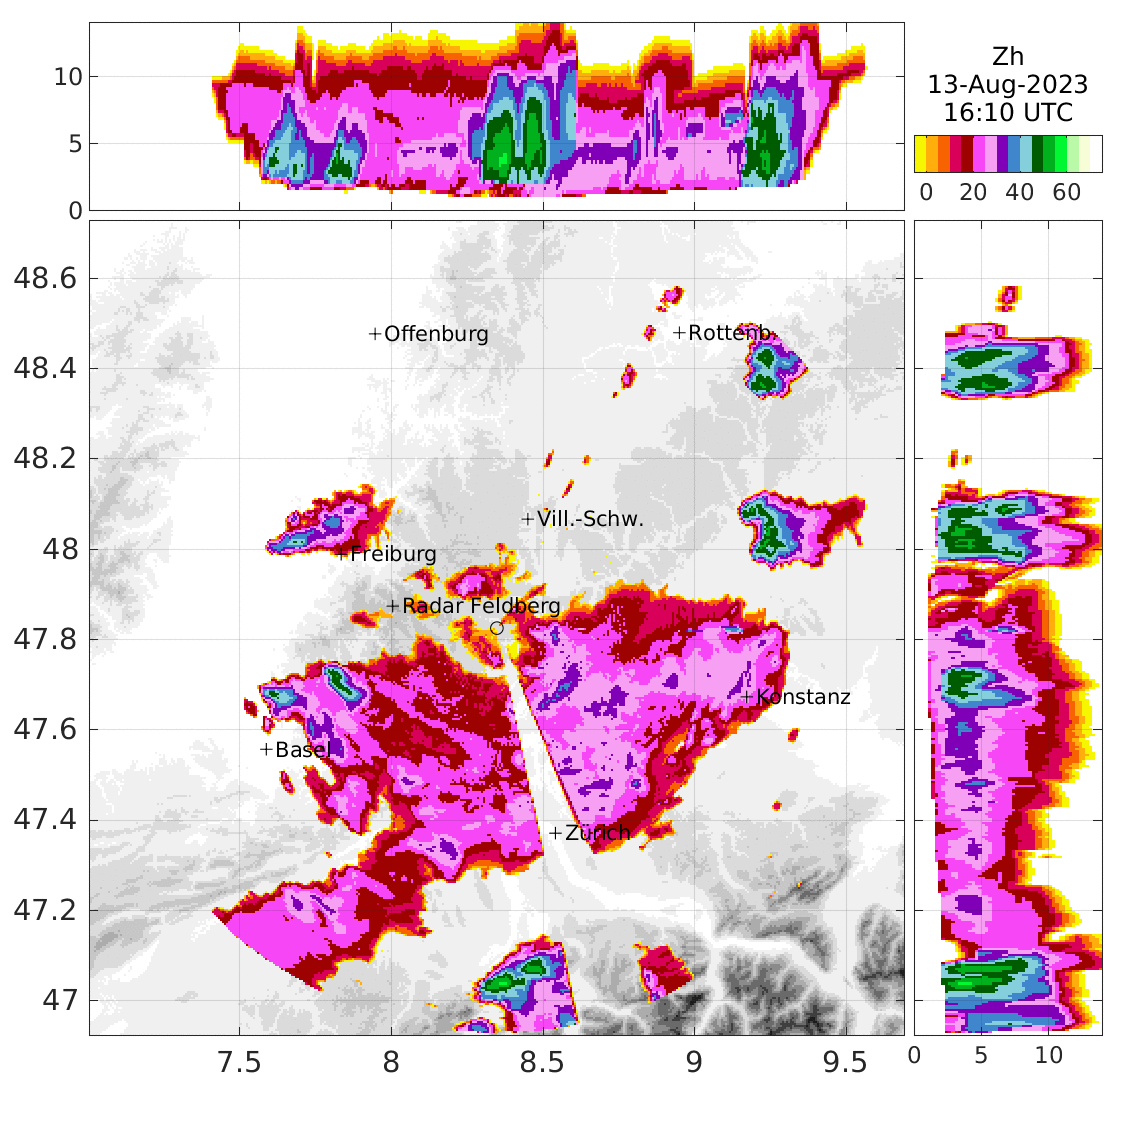 10
5
0
Zh
13-Aug-2023
16:10 UTC
0 20 40 60
48.6
48.4
48.2
48
47.8
47.6
47.4
47.2
47
+Offenburg
+Rottenb.
+Vill.-Schw.
+Freiburg
+Radar Feldberg
+Konstanz
+Basel
+Zürich
7.5 8 8.5 9 9.5
0 5 10